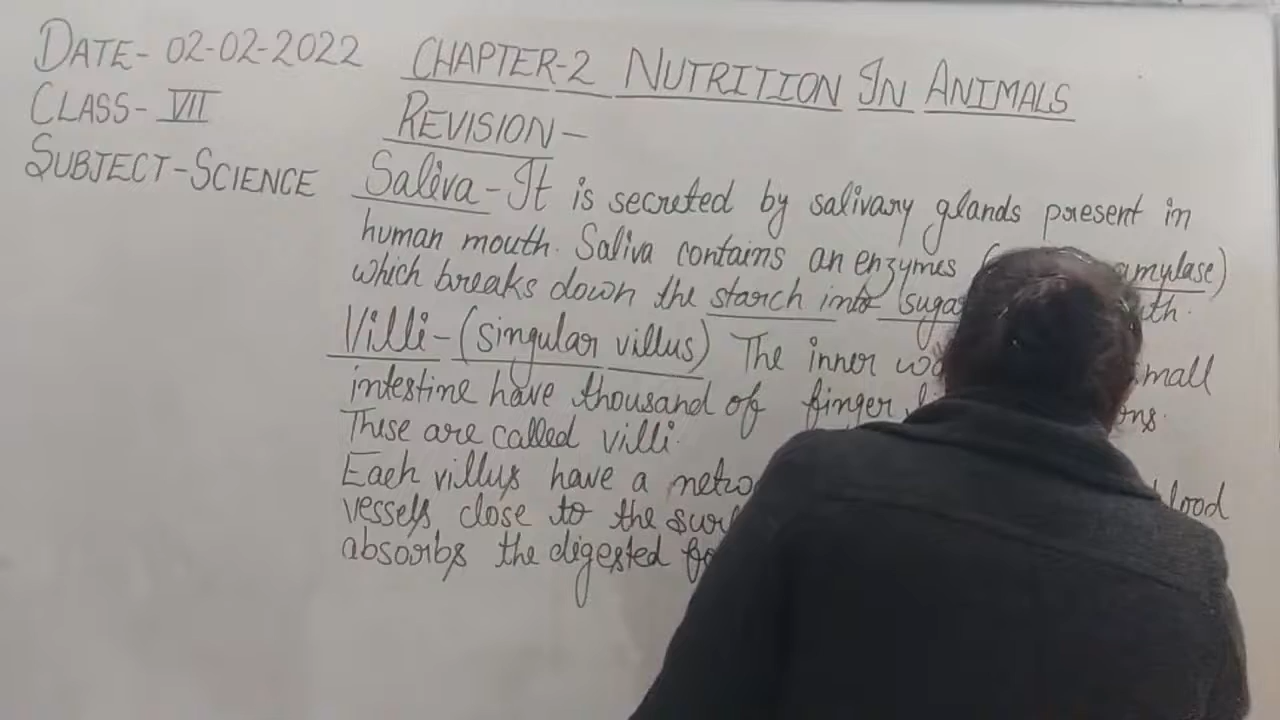 DATE- 02-02-2022
CLASS- VII
SUBJECT-SCIENCE
CHAPTER-2 NUTRITION IN ANIMALS
REVISION-
Saliva - It is secreted by salivary glands present in
human mouth. Saliva contains an enzymes ( amylase)
which breaks down the starch into
Villi - (singular villus) The inner
intestine have thousand of finger
These are called villi.
Each villus have a
vessels close to the
absorbs the digested